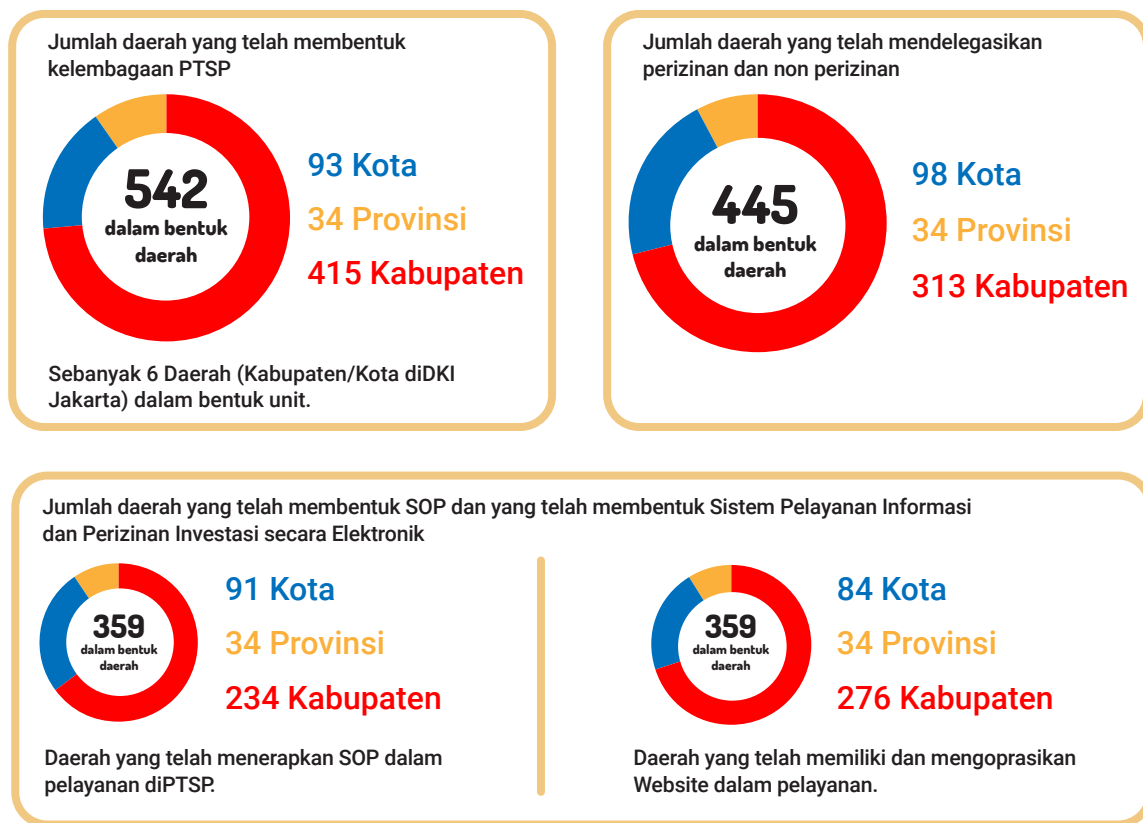 Jumlah daerah yang telah membentuk
kelembagaan PTSP
542
dalam bentuk
daerah
93 Kota
34 Provinsi
415 Kabupaten
Sebanyak 6 Daerah (Kabupaten/Kota diDKI
Jakarta) dalam bentuk unit.
Jumlah daerah yang telah mendelegasikan
perizinan dan non perizinan
445
dalam bentuk
daerah
98 Kota
34 Provinsi
313 Kabupaten
Jumlah daerah yang telah membentuk SOP dan yang telah membentuk Sistem Pelayanan Informasi
dan Perizinan Investasi secara Elektronik
359
dalam bentuk
daerah
91 Kota
34 Provinsi
234 Kabupaten
Daerah yang telah menerapkan SOP dalam
pelayanan diPTSP.
359
dalam bentuk
daerah
84 Kota
34 Provinsi
276 Kabupaten
Daerah yang telah memiliki dan mengoprasikan
Website dalam pelayanan.